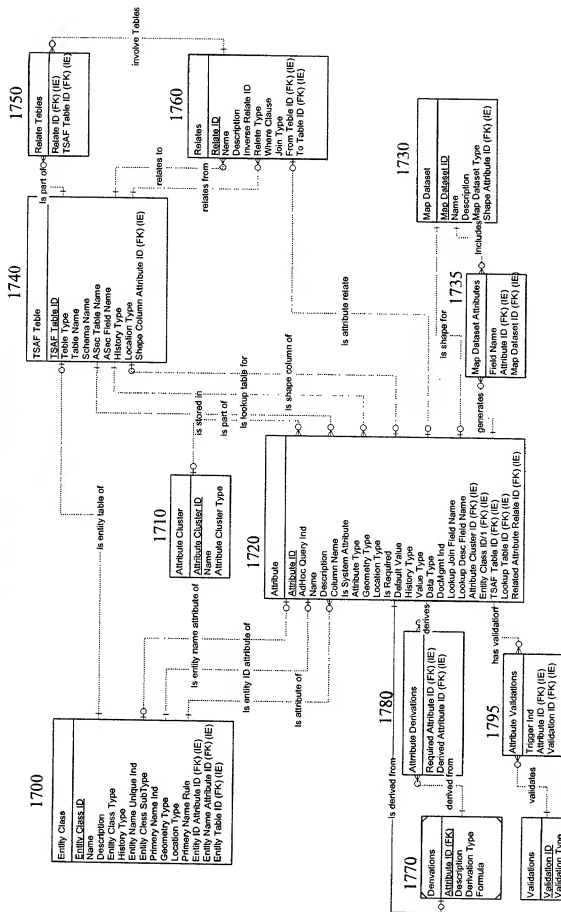 1700
Entity Class
Entity Class ID
Name
Description
Entity Class Type
History Type
Entity Name Unique Ind
Entity Cless SubType
Primery Name Ind
Geometry Type
Location Type
Primery Name Rule
Entity ID Attribute ID (FK) (IE)
Entity Name Attribute ID (FK) (IE)
Entity Table ID (FK) (IE)
Is entity table of
Is entity name attribute of
Is entity ID attribute of
Is attribute of
1710
Attribute Cluster
Attribute Cluster ID
Name
Attribute Cluster Type
1740
TSAF Table
TSAF Table ID
Teble Type
Table Name
Schema Name
ASec Table Name
ASec Field Name
History Type
Location Type
Shape Column Attribute ID (FK) (IE)
1750
Relate Tebles
Relate ID (FK) (IE)
TSAF Table ID (FK) (IE)
Is part of
involve Tebles
relates to
relates from
1760
Relates
Relate ID
Name
Description
Inverse Relate ID
Relete Type
Where Clause
Join Type
From Teble ID (FK) (IE)
To Table ID (FK) (IE)
is stored in
is part of
Is lookup table for
is shape column of
Is attribute relate
1720
Attribute
Attribute ID
AdHoc Query Ind
Name
Description
Column Name
Is System Attribute
Attribute Type
Geometry Type
Location Type
Is Required
Default Value
History Type
Value Type
Data Type
DocMgmt Ind
Lookup Join Field Name
Lookup Desc Field Name
Attribute Cluster ID (FK) (IE)
Entity Class ID/1 (FK) (IE)
TSAF Table ID (FK) (IE)
Lookup Table ID (FK) (IE)
Related Attribute Relate ID (FK) (IE)
1730
Map Dataset
Map Dataset ID
Name
Description
Map Dataset Type
Shape Attribute ID (FK) (IE)
is shape for
Includes
1735
Map Dataset Attributes
Field Name
Attribute ID (FK) (IE)
Map Dataset ID (FK) (IE)
generates
Is derived from
derives
1780
Attribute Derivations
Required Attribute ID (FK) (IE)
Derived Attribute ID (FK) (IE)
derived from
1770
Derivations
Attribute ID (FK)
Description
Derivation Type
Formula
has validation
1795
Attribute Validations
Trigger Ind
Attribute ID (FK) (IE)
Validation ID (FK) (IE)
validates
Validations
Validation ID
Validation Type